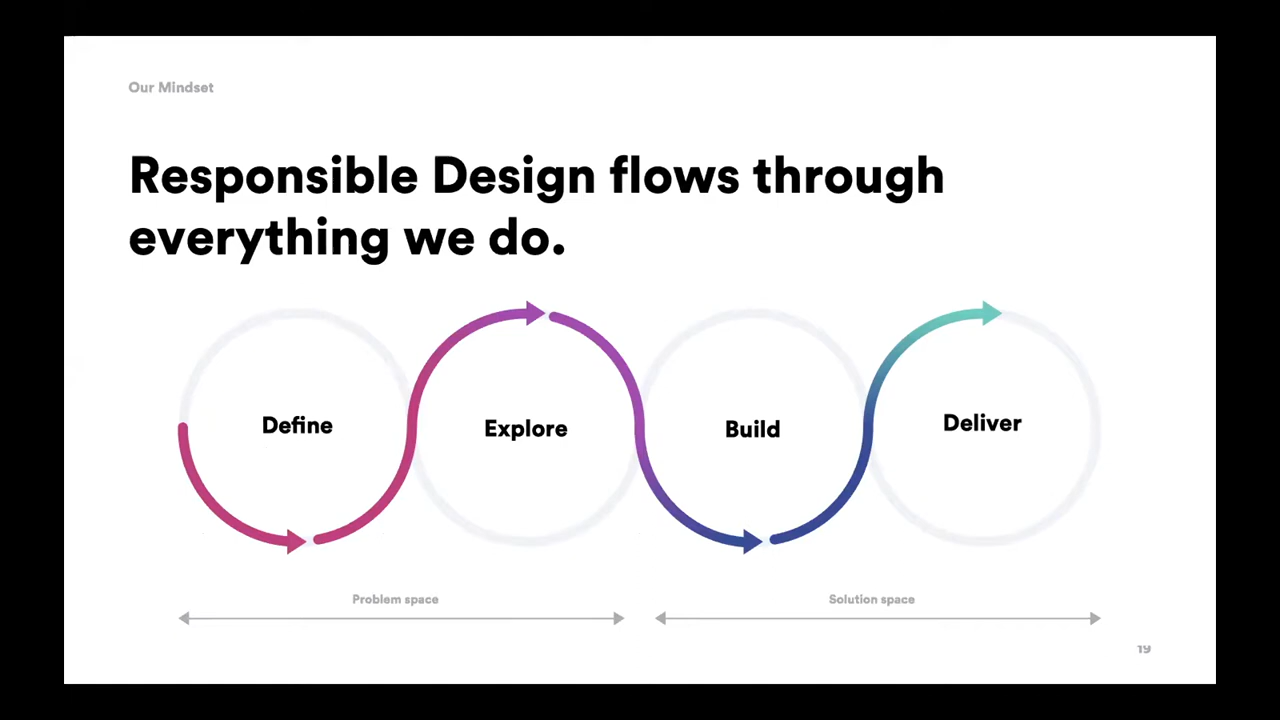 Our Mindset
Responsible Design flows through
everything we do.
Define
Explore
Build
Deliver
Problem space
Solution space
19